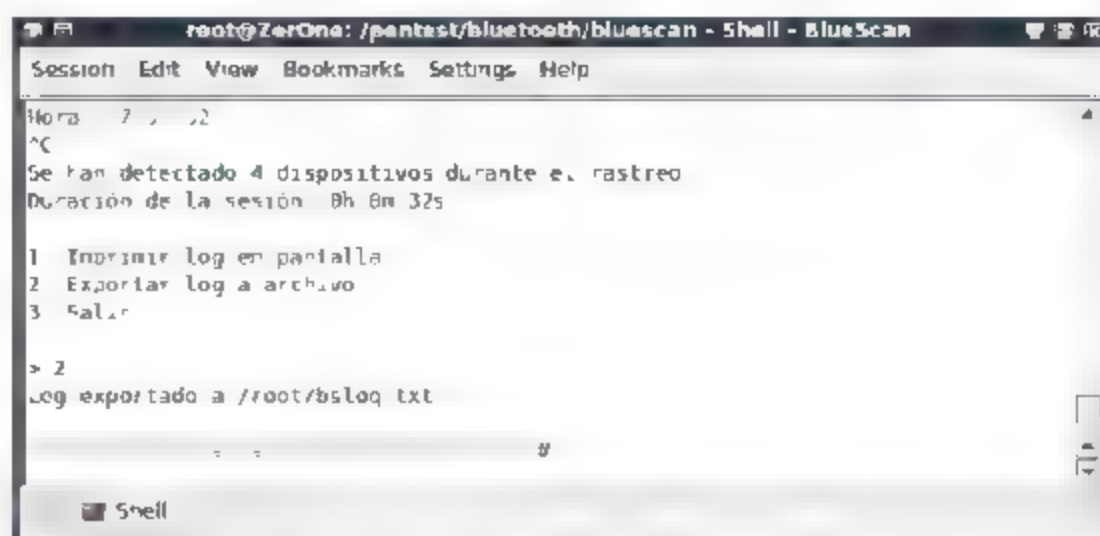 root@ZerOne: /pentest/bluetooth/bluescan - Shell - BlueScan
Session Edit View Bookmarks Settings Help
Hora
^C
Se han detectado 4 dispositivos durante el rastreo
Duración de la sesión 0h 0m 32s
1 Imprimir log en pantalla
2 Exportar log a archivo
3 Salir
> 2
Log exportado a /root/bslog txt
#
Shell